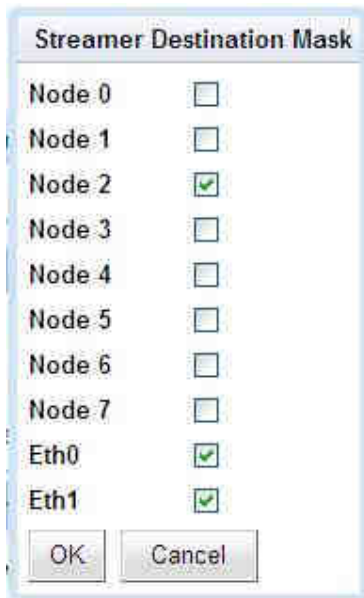 Streamer Destination Mask
Node 0
Node 1
Node 2
Node 3
Node 4
Node 5
Node 6
Node 7
Eth0
Eth1
OK Cancel